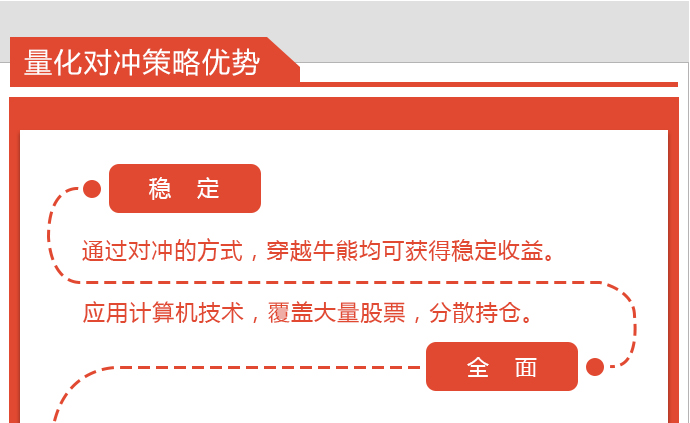 量化对冲策略优势
稳 定
通过对冲的方式，穿越牛熊均可获得稳定收益。
应用计算机技术，覆盖大量股票，分散持仓。
全 面